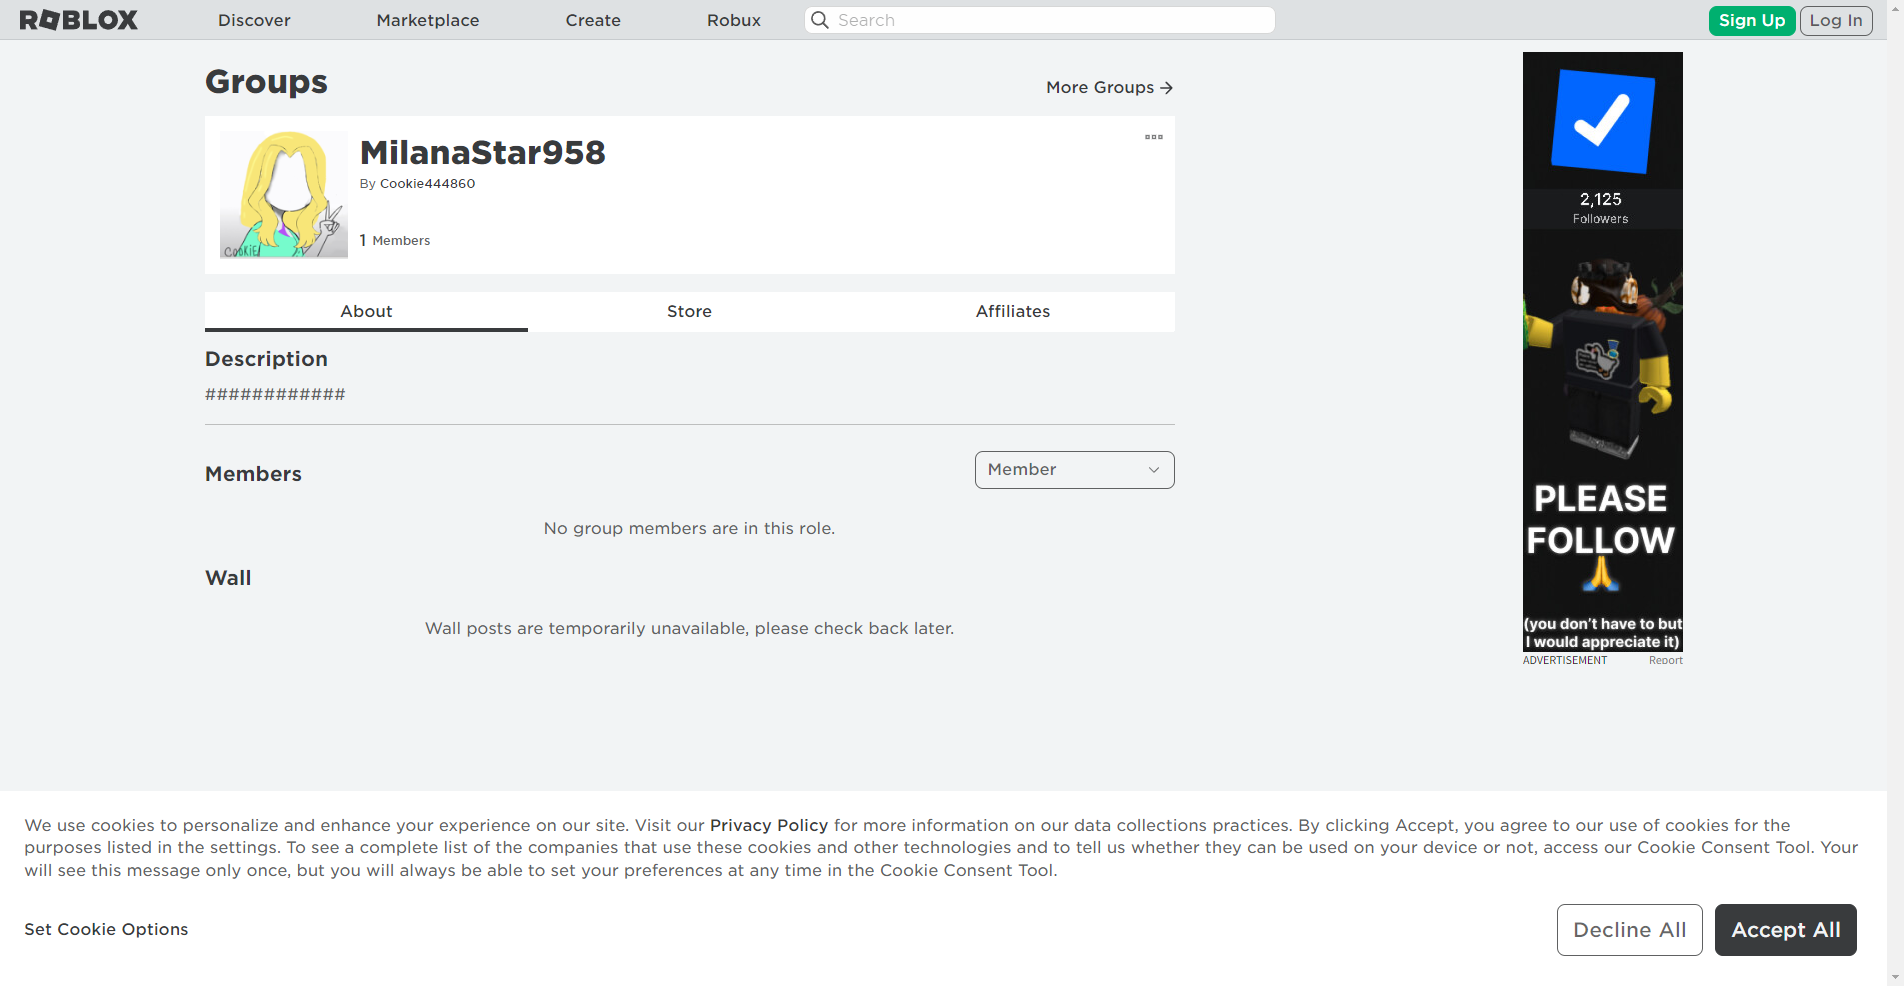 ROBLOX
Discover
Marketplace
Create
Robux
Search
Sign Up
Log In
Groups
More Groups →
MilanaStar958
By Cookie444860
1 Members
COOKIE
About
Store
Affiliates
Description
############
Members
Member
No group members are in this role.
Wall
Wall posts are temporarily unavailable, please check back later.
2,125
Followers
PLEASE
FOLLOW
🙏
(you don't have to but
I would appreciate it)
ADVERTISEMENT
Report
We use cookies to personalize and enhance your experience on our site. Visit our Privacy Policy for more information on our data collections practices. By clicking Accept, you agree to our use of cookies for the
purposes listed in the settings. To see a complete list of the companies that use these cookies and other technologies and to tell us whether they can be used on your device or not, access our Cookie Consent Tool. Your
will see this message only once, but you will always be able to set your preferences at any time in the Cookie Consent Tool.
Set Cookie Options
Decline All
Accept All